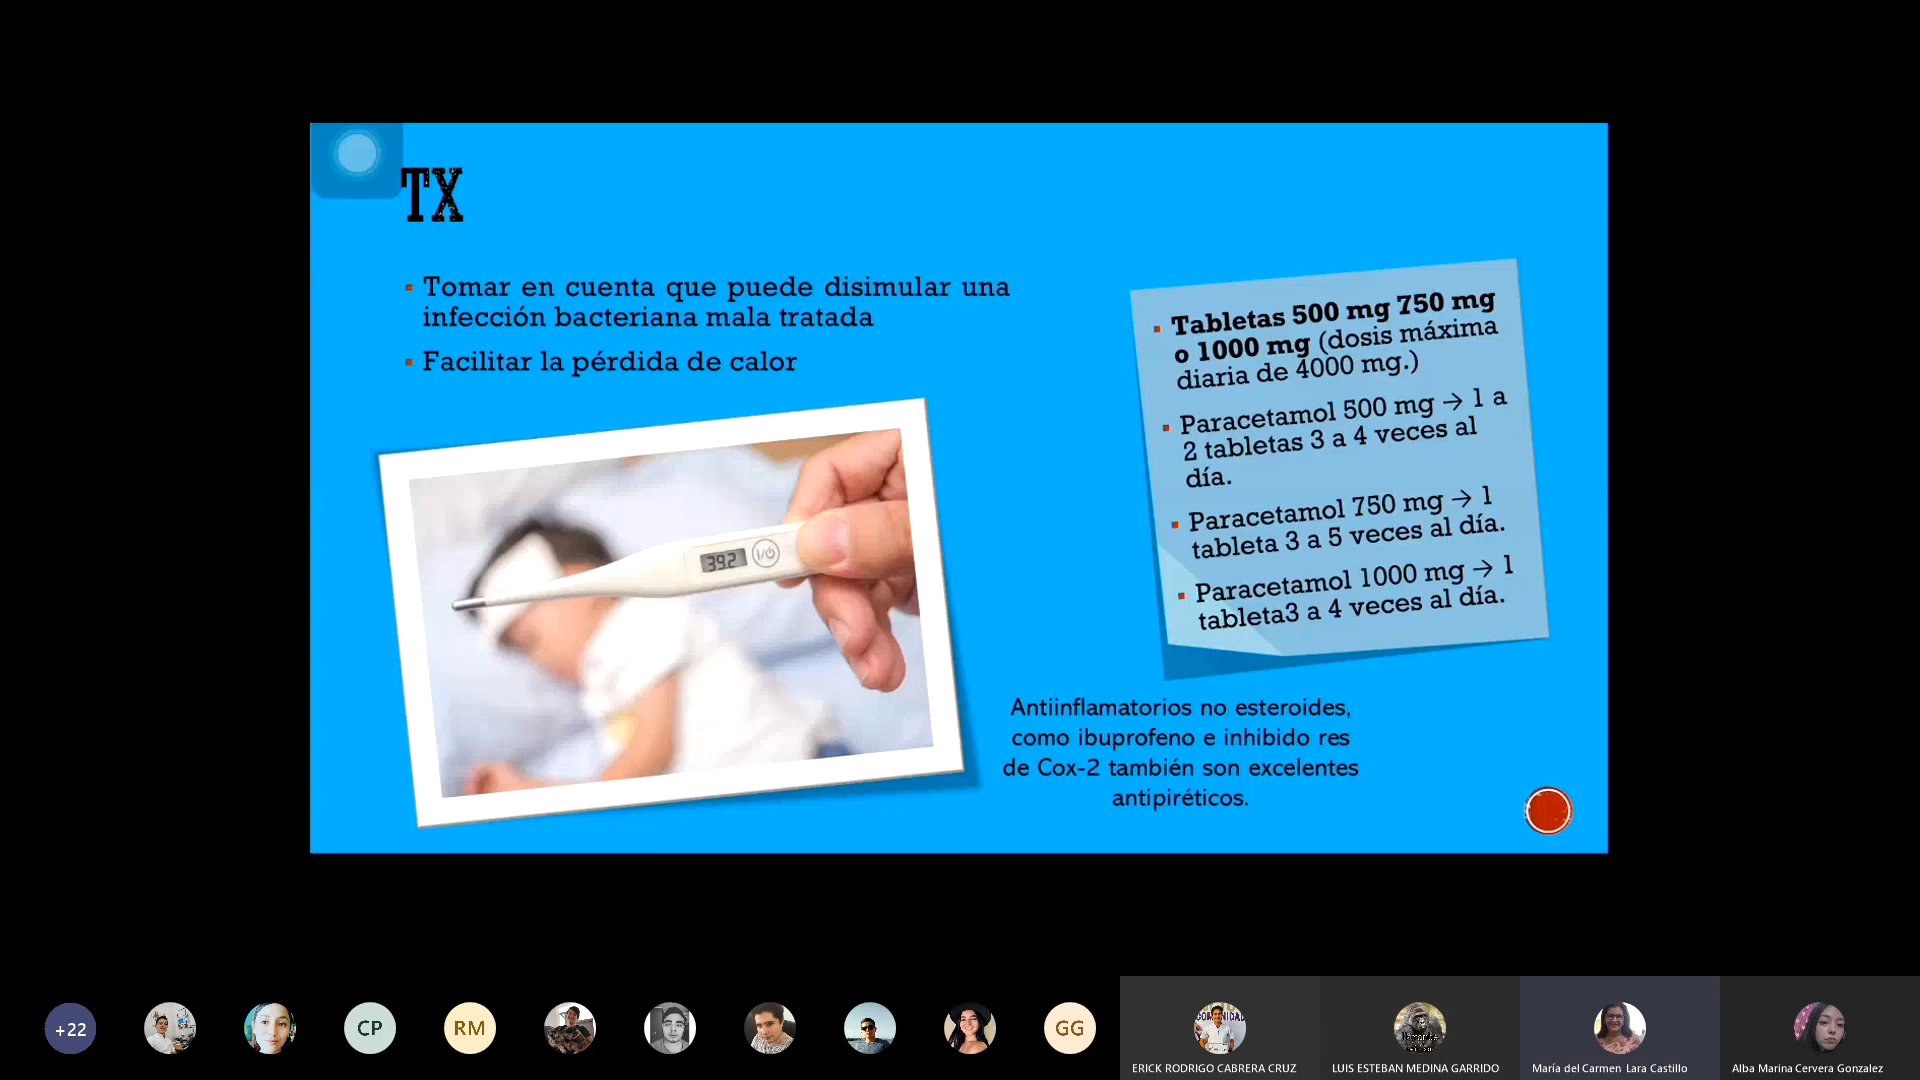 TX
Tomar en cuenta que puede disimular una
infección bacteriana mala tratada
Facilitar la pérdida de calor
39.2
Tabletas 500 mg 750 mg
o 1000 mg (dosis máxima
diaria de 4000 mg.)
Paracetamol 500 mg → 1 a
2 tabletas 3 a 4 veces al
día.
Paracetamol 750 mg → 1
tableta 3 a 5 veces al día.
Paracetamol 1000 mg → 1
tableta3 a 4 veces al día.
Antiinflamatorios no esteroides,
como ibuprofeno e inhibido res
de Cox-2 también son excelentes
antipiréticos.
+22
CP
RM
GG
ERICK RODRIGO CABRERA CRUZ
LUIS ESTEBAN MEDINA GARRIDO
María del Carmen Lara Castillo
Alba Marina Cervera Gonzalez